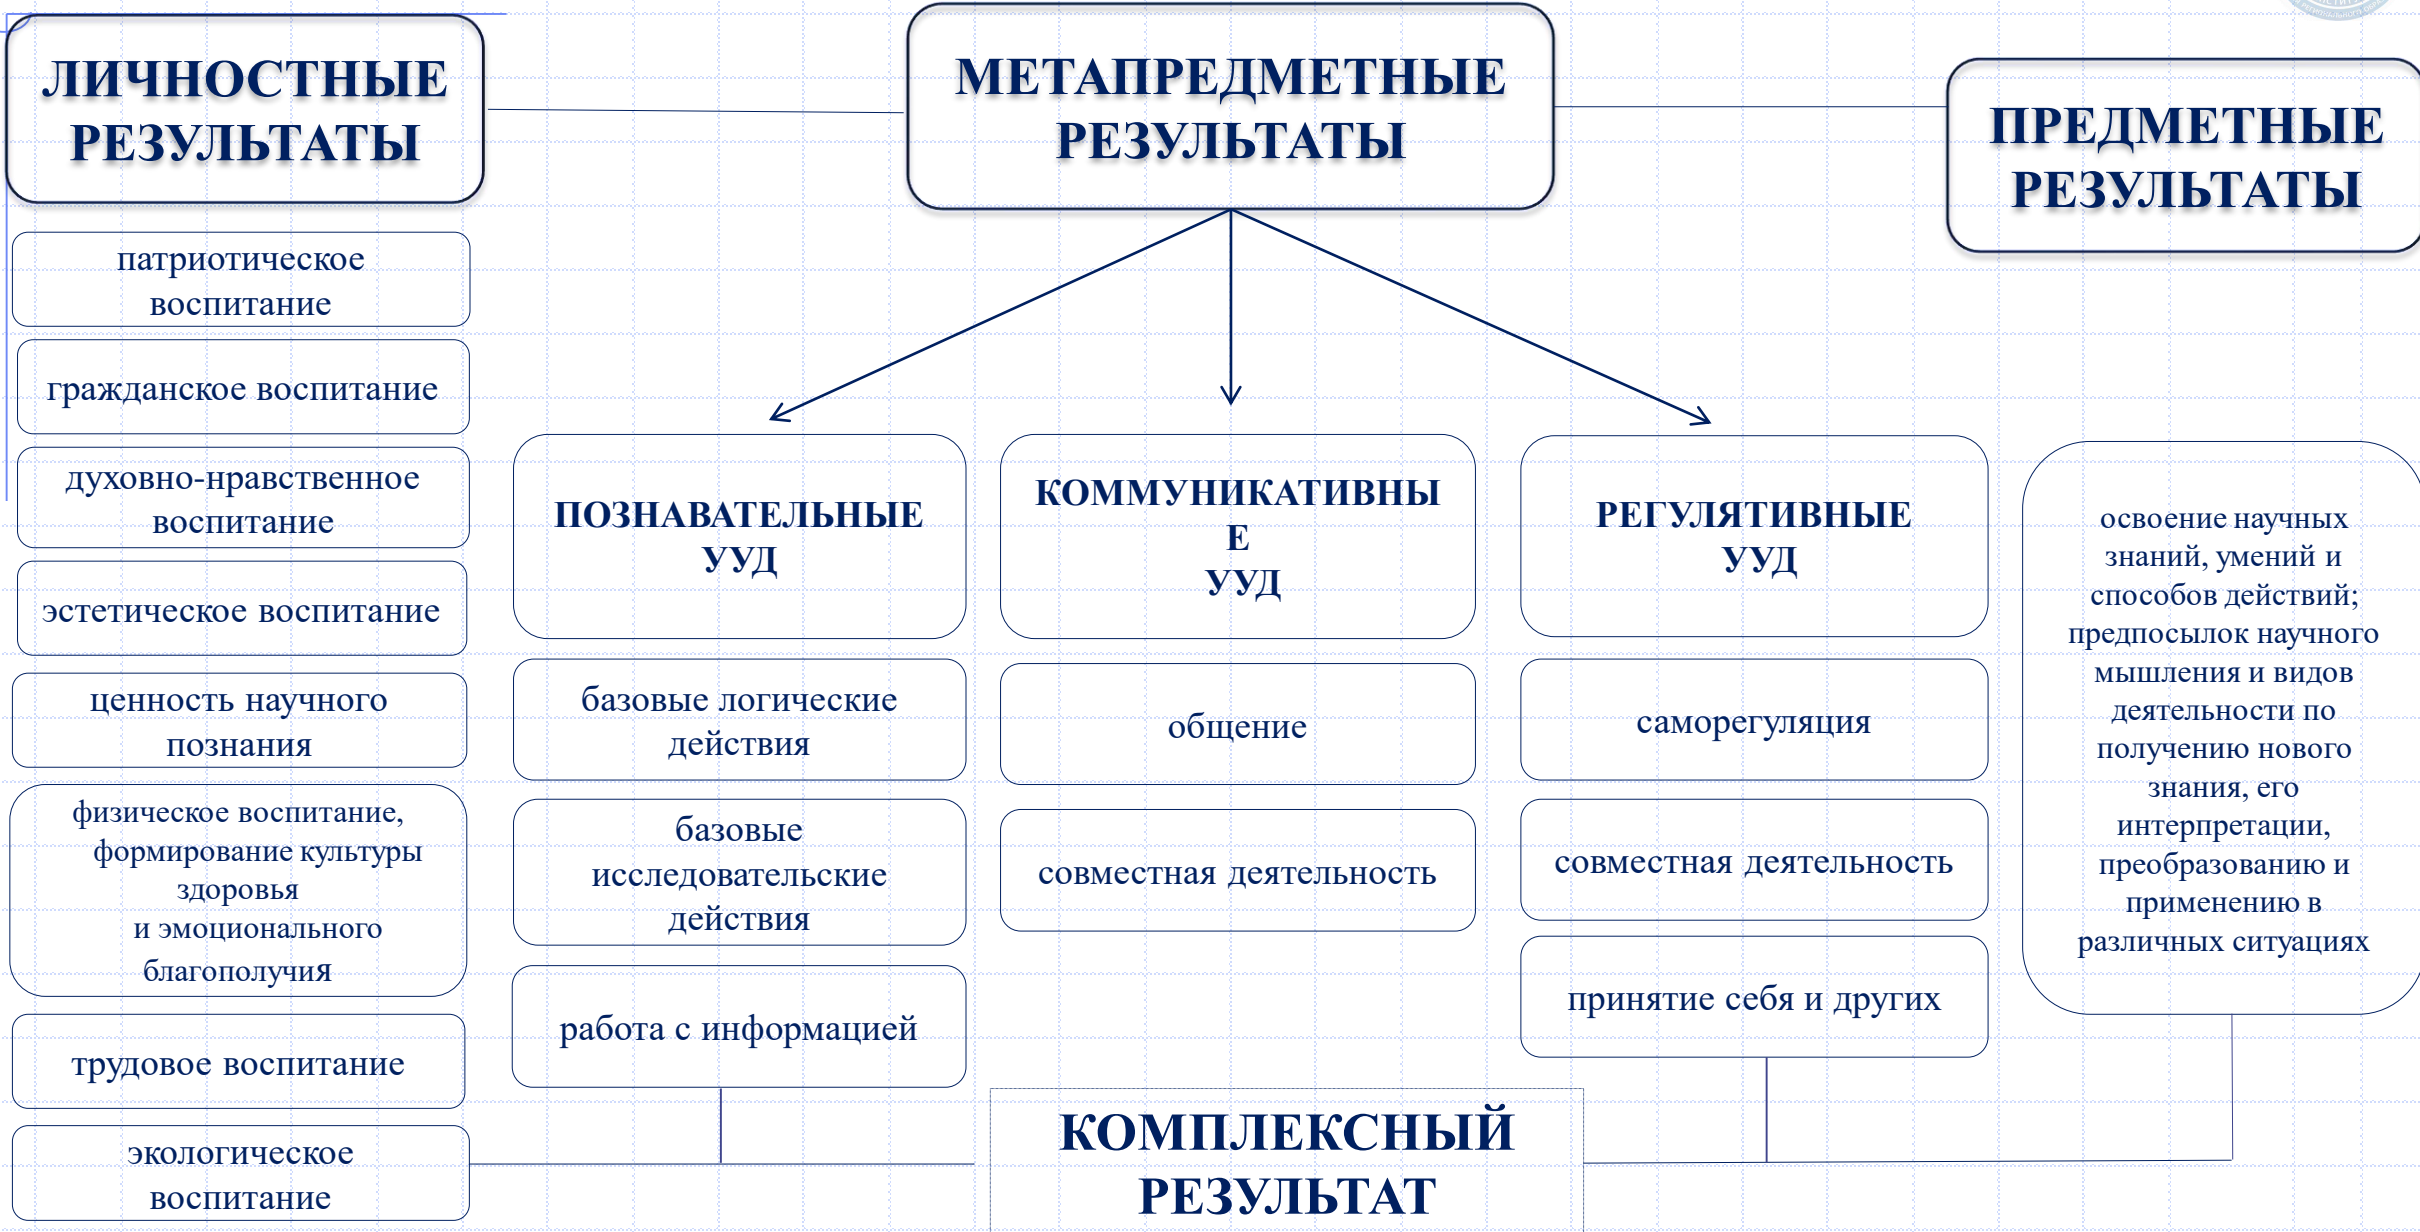 ЛИЧНОСТНЫЕ
РЕЗУЛЬТАТЫ
МЕТАПРЕДМЕТНЫЕ
РЕЗУЛЬТАТЫ
ПРЕДМЕТНЫЕ
РЕЗУЛЬТАТЫ
патриотическое
воспитание
гражданское воспитание
духовно-нравственное
воспитание
эстетическое воспитание
ценность научного
познания
физическое воспитание,
формирование культуры
здоровья
и эмоционального
благополучия
трудовое воспитание
экологическое
воспитание
ПОЗНАВАТЕЛЬНЫЕ
УУД
базовые логические
действия
базовые
исследовательские
действия
работа с информацией
КОММУНИКАТИВНЫ
Е
УУД
общение
совместная деятельность
РЕГУЛЯТИВНЫЕ
УУД
саморегуляция
совместная деятельность
принятие себя и других
освоение научных
знаний, умений и
способов действий;
предпосылок научного
мышления и видов
деятельности по
получению нового
знания, его
интерпретации,
преобразованию и
применению в
различных ситуациях
КОМПЛЕКСНЫЙ
РЕЗУЛЬТАТ